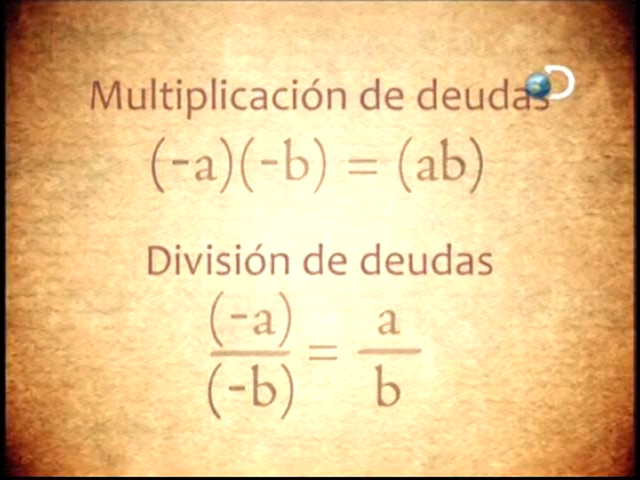 Multiplicación de deudas
(-a)(-b) = (ab)
División de deudas
(-a)/(-b) = a/b